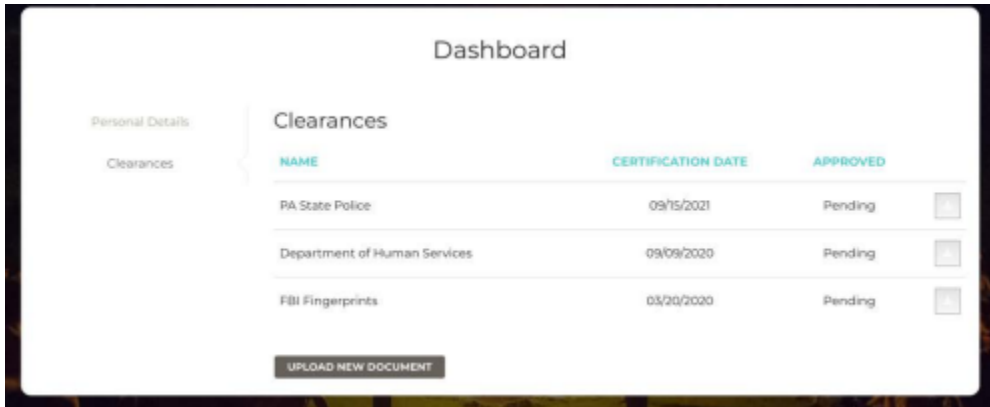 Dashboard
Personal Details
Clearances
Clearances
NAME CERTIFICATION DATE APPROVED
PA State Police 09/15/2021 Pending
Department of Human Services 09/09/2020 Pending
FBI Fingerprints 03/20/2020 Pending
UPLOAD NEW DOCUMENT